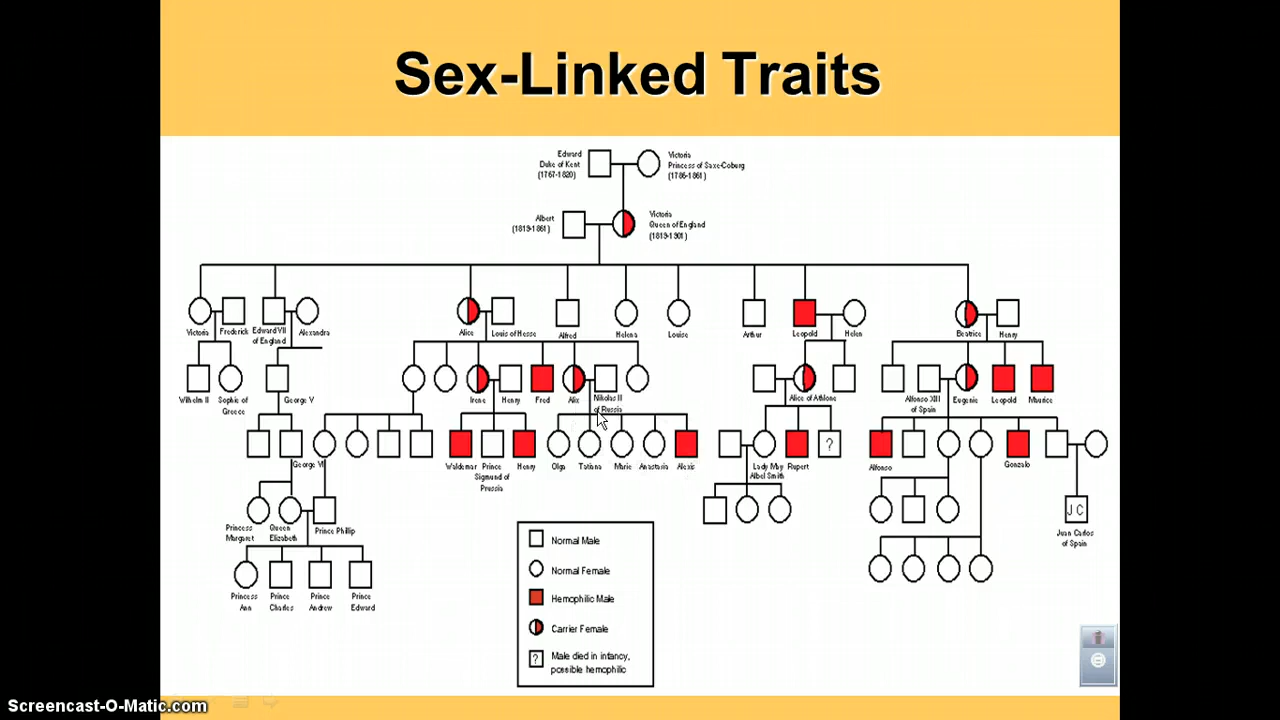 Sex-Linked Traits
Edward
Duke of Kent
(1767-1820)
Victoria
Princess of Saxe-Coburg
(1786-1861)
Albert
(1819-1861)
Victoria
Queen of England
(1819-1901)
Victoria
Frederick
Edward VII
of England
Alexandra
Alice
Louis of Hesse
Alfred
Helena
Louise
Arthur
Leopold
Helen
Beatrice
Henry
Wilhelm II
Sophie of
Greece
George V
Irene
Henry
Fred
Alix
Nikolas II
of Russia
Alice of Athlone
Alfonso XIII
of Spain
Eugenie
Leopold
Maurice
George VI
Waldemar
Prince
Sigmund of
Prussia
Henry
Olga
Tatiana
Marie
Anastasia
Alexis
Lady May
Abel Smith
Rupert
?
Alfonso
Gonzalo
Princess
Margaret
Queen
Elizabeth
Prince Phillip
J C
Juan Carlos
of Spain
Princess
Ann
Prince
Charles
Prince
Andrew
Prince
Edward
Normal Male
Normal Female
Hemophilic Male
Carrier Female
? Male died in infancy,
possible hemophilic
Screencast-O-Matic.com